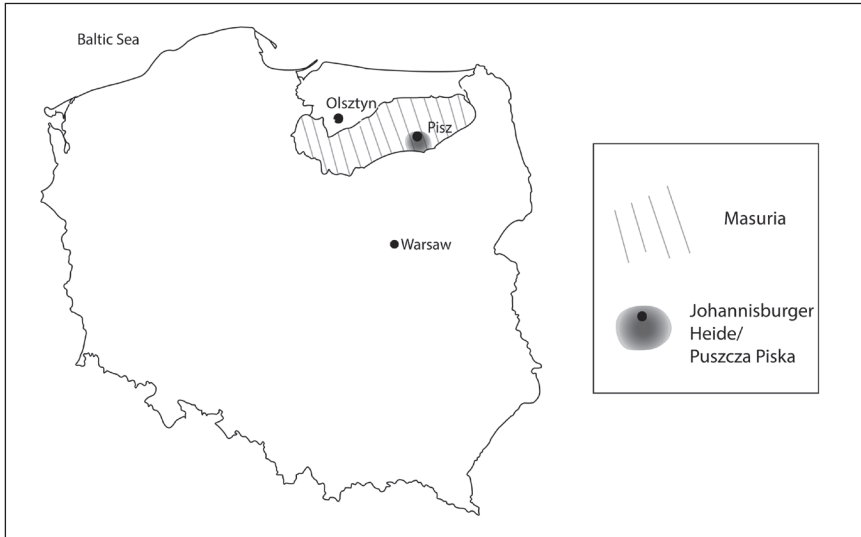 Baltic Sea
Olsztyn
Pisz
Warsaw
Masuria
Johannisburger
Heide/
Puszcza Piska